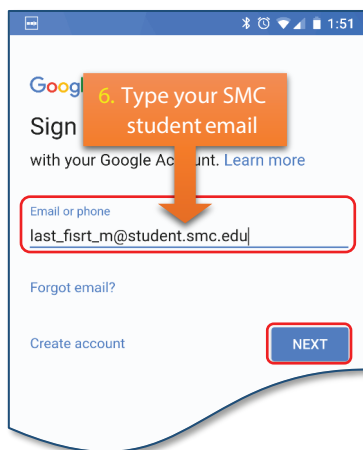 1:51
Goog
6. Type your SMC
student email
Sign
with your Google Ac unt. Learn more
Email or phone
last_fisrt_m@student.smc.edu
Forgot email?
Create account
NEXT